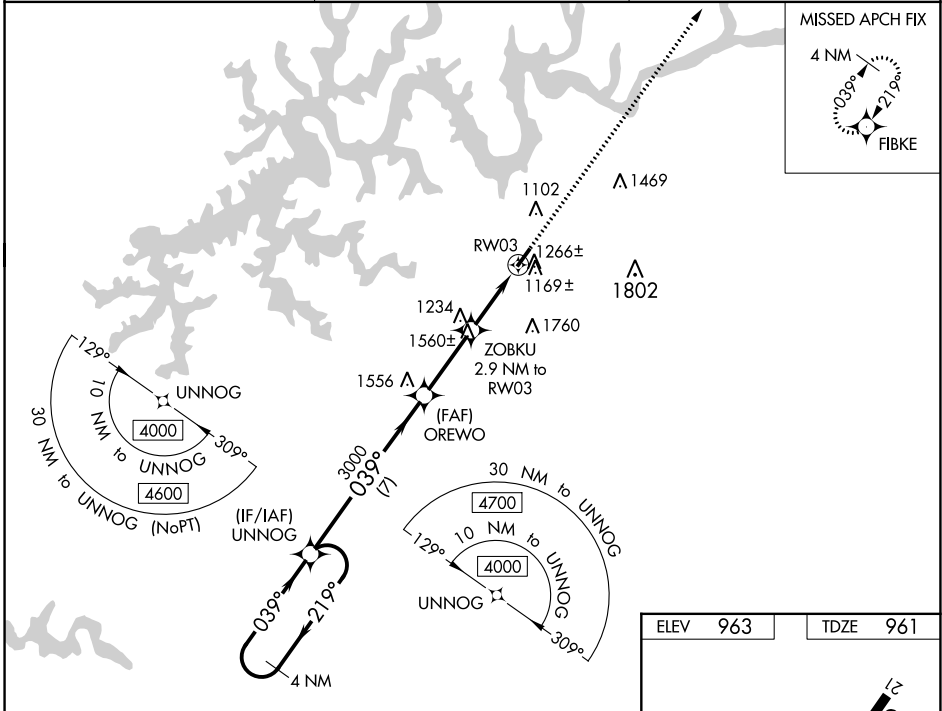 MISSED APCH FIX
4 NM
039°
219°
FIBKE
1469
1102
RW03
1266±
1169±
1802
1234
1760
1560±
ZOBKU
2.9 NM to
RW03
1556
(FAF)
OREWO
129°
UNNOG
10 NM to UNNOG
4000
309°
30 NM to UNNOG (NoPT)
4600
3000
039°
(7)
(IF/IAF)
UNNOG
30 NM to UNNOG
4700
129°
10 NM to UNNOG
4000
UNNOG
309°
039°
219°
4 NM
ELEV 963
TDZE 961
21